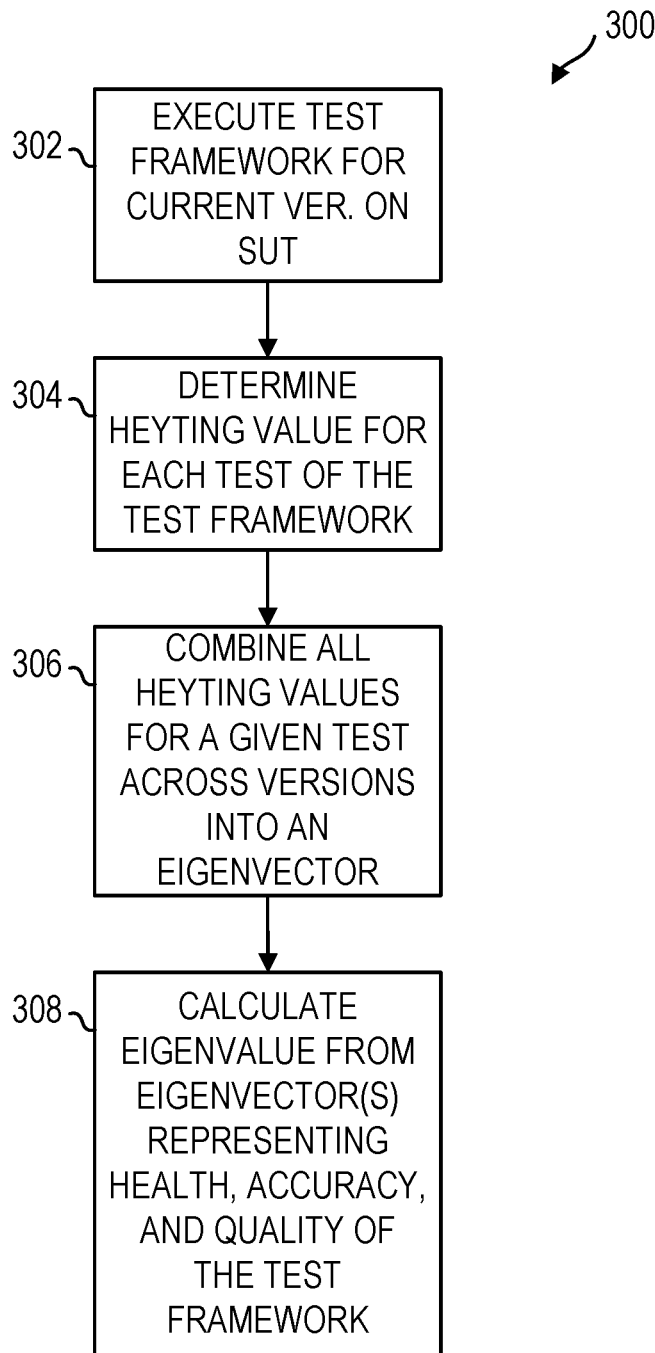 300
302
EXECUTE TEST
FRAMEWORK FOR
CURRENT VER. ON
SUT
304
DETERMINE
HEYTING VALUE FOR
EACH TEST OF THE
TEST FRAMEWORK
306
COMBINE ALL
HEYTING VALUES
FOR A GIVEN TEST
ACROSS VERSIONS
INTO AN
EIGENVECTOR
308
CALCULATE
EIGENVALUE FROM
EIGENVECTOR(S)
REPRESENTING
HEALTH, ACCURACY,
AND QUALITY OF
THE TEST
FRAMEWORK